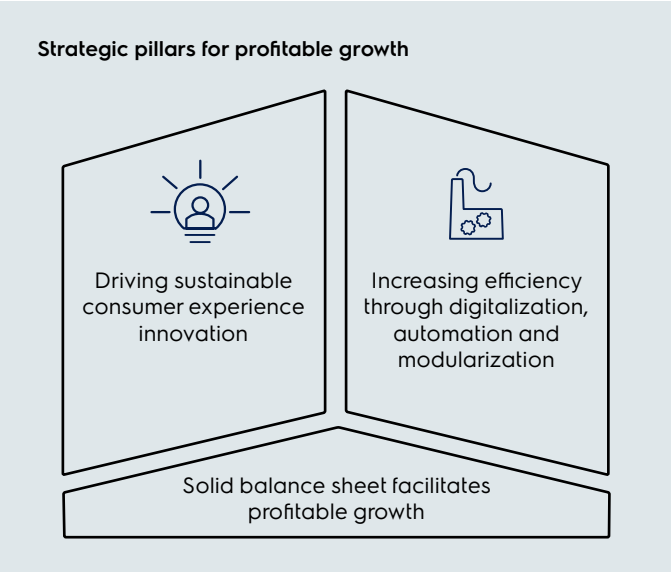 Strategic pillars for profitable growth
Driving sustainable
consumer experience
innovation
Increasing efficiency
through digitalization,
automation and
modularization
Solid balance sheet facilitates
profitable growth